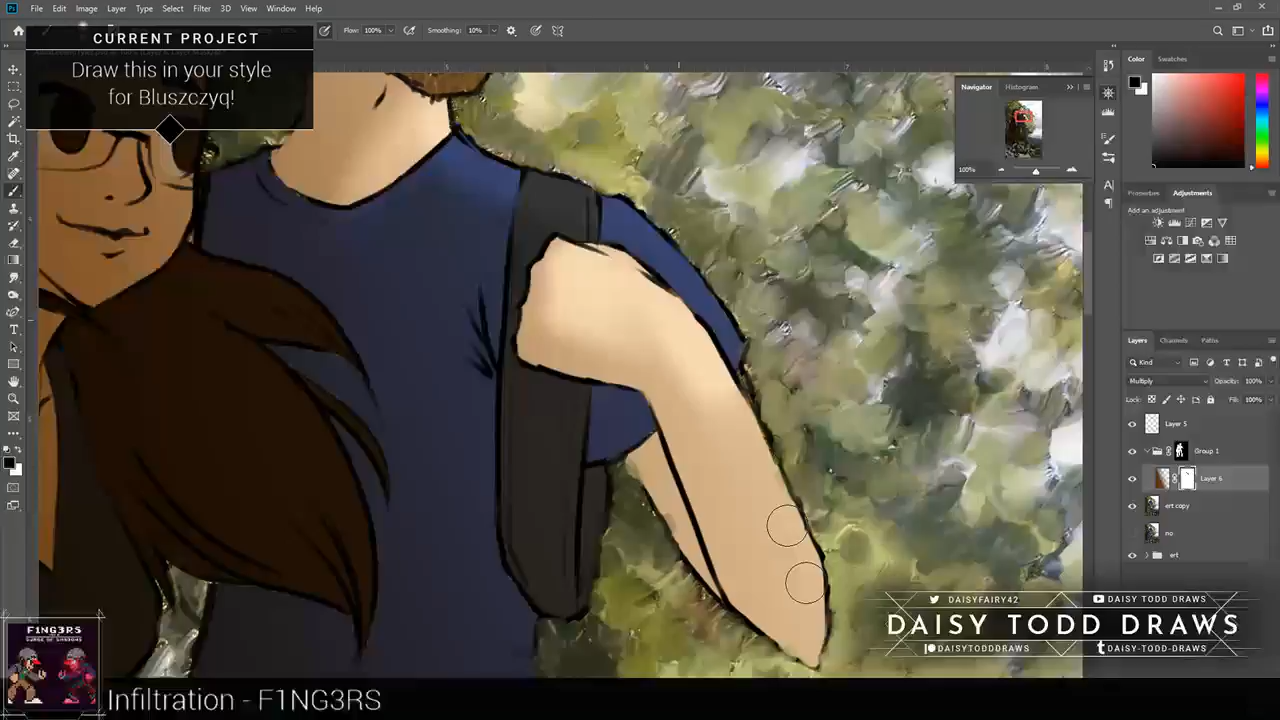 File Edit Image Layer Type Select Filter 3D View Window Help
Flow: 100% Smoothing: 10%
CURRENT PROJECT
Draw this in your style
for Bluszczyq!
Navigator Histogram
100%
Color Swatches
Properties Adjustments
Add an adjustment
Layers Channels Paths
Kind
Multiply Opacity: 100%
Lock: Fill: 100%
Layer 5
Group 1
Layer 6
ert copy
no
ert
DAISYFAIRY42 DAISY TODD DRAWS
DAISY TODD DRAWS
DAISYTODDDRAWS DAISY-TODD-DRAWS
F1NG3RS
Infiltration - F1NG3RS